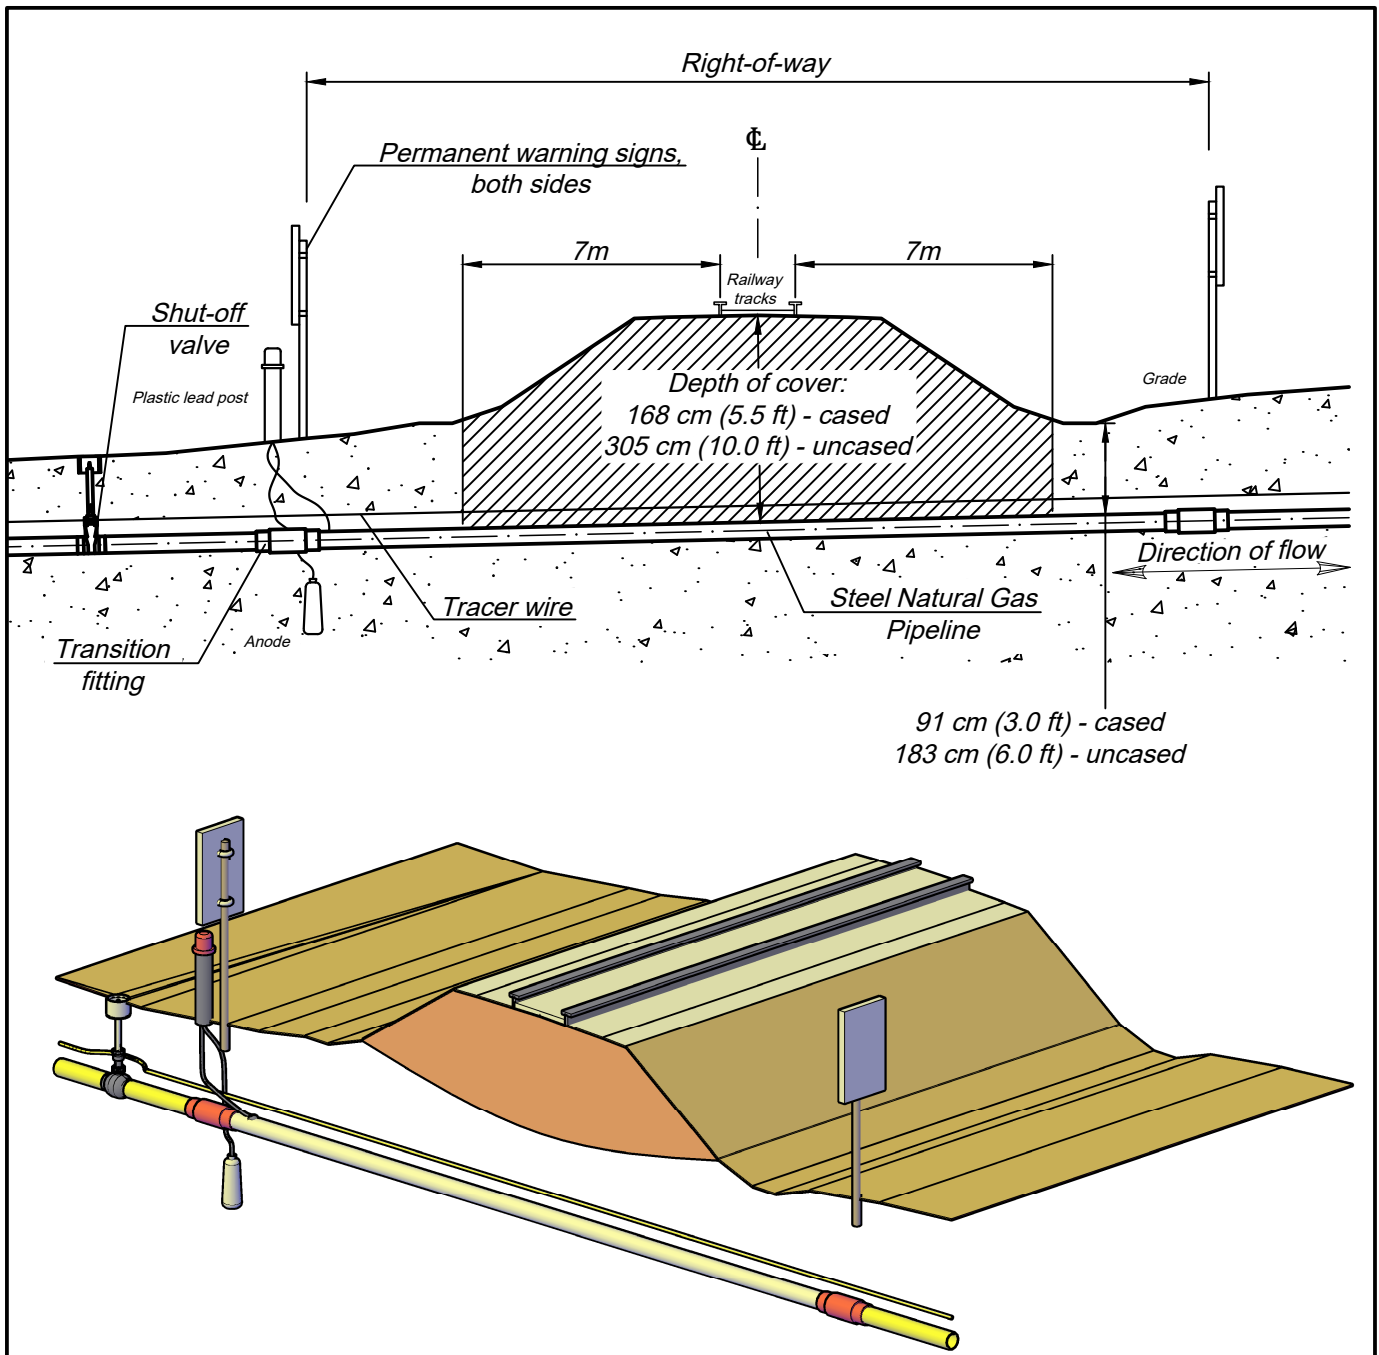 Right-of-way
℄
Permanent warning signs,
both sides
7m
7m
Railway
tracks
Shut-off
valve
Plastic lead post
Depth of cover:
168 cm (5.5 ft) - cased
305 cm (10.0 ft) - uncased
Grade
Direction of flow
Tracer wire
Steel Natural Gas
Pipeline
Anode
Transition
fitting
91 cm (3.0 ft) - cased
183 cm (6.0 ft) - uncased